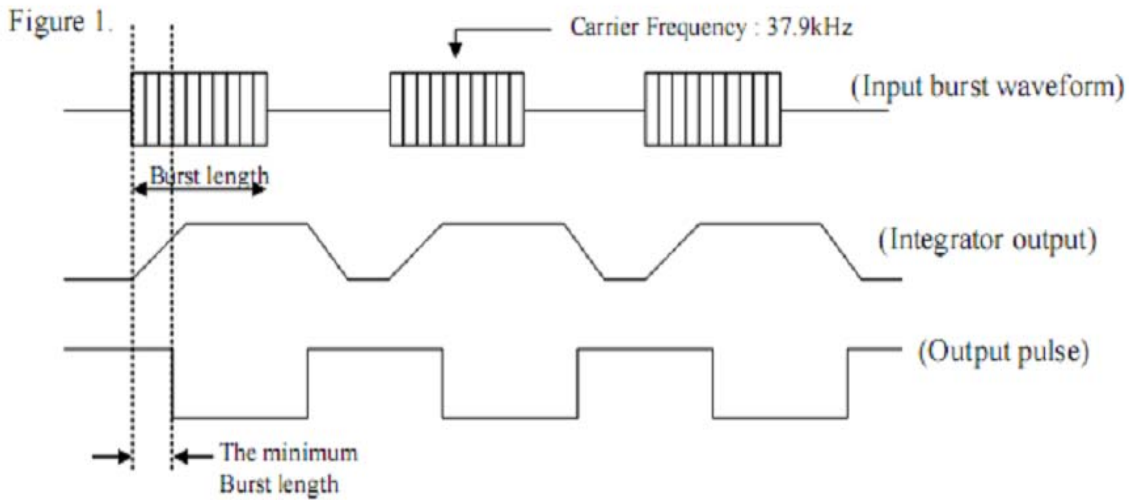 Figure 1.
Carrier Frequency : 37.9kHz
(Input burst waveform)
Burst length
(Integrator output)
(Output pulse)
The minimum
Burst length